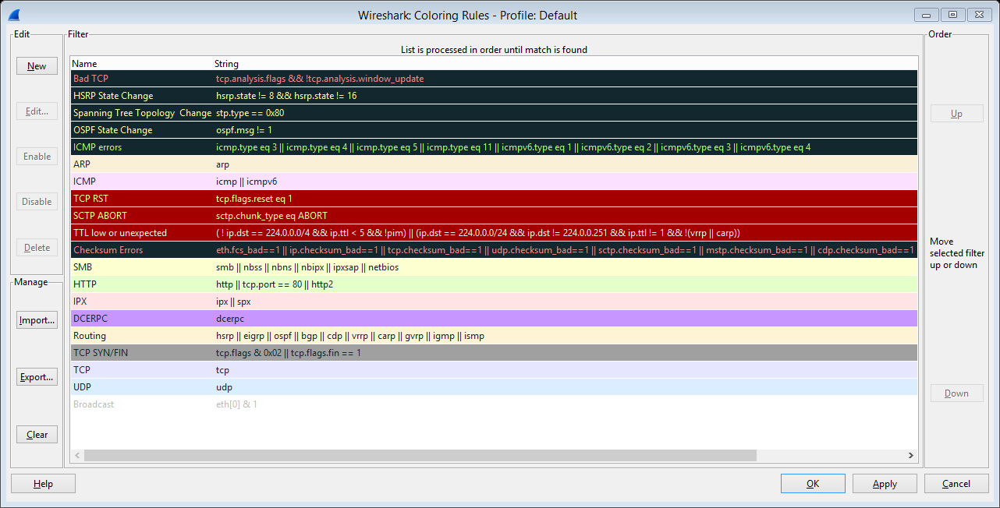 Wireshark: Coloring Rules - Profile: Default
Edit
Filter
Order
List is processed in order until match is found
Name String
New
Edit...
Enable
Disable
Delete
Manage
Import...
Export...
Clear
Bad TCP tcp.analysis.flags && !tcp.analysis.window_update
HSRP State Change hsrp.state != 8 && hsrp.state != 16
Spanning Tree Topology  Change stp.type == 0x80
OSPF State Change ospf.msg != 1
ICMP errors icmp.type eq 3 || icmp.type eq 4 || icmp.type eq 5 || icmp.type eq 11 || icmpv6.type eq 1 || icmpv6.type eq 2 || icmpv6.type eq 3 || icmpv6.type eq 4
ARP arp
ICMP icmp || icmpv6
TCP RST tcp.flags.reset eq 1
SCTP ABORT sctp.chunk_type eq ABORT
TTL low or unexpected ( ! ip.dst == 224.0.0.0/4 && ip.ttl < 5 && !pim) || (ip.dst == 224.0.0.0/24 && ip.dst != 224.0.0.251 && ip.ttl != 1 && !(vrrp || carp))
Checksum Errors eth.fcs_bad==1 || ip.checksum_bad==1 || tcp.checksum_bad==1 || udp.checksum_bad==1 || sctp.checksum_bad==1 || mstp.checksum_bad==1 || cdp.checksum_bad==1
SMB smb || nbss || nbns || nbipx || ipxsap || netbios
HTTP http || tcp.port == 80 || http2
IPX ipx || spx
DCERPC dcerpc
Routing hsrp || eigrp || ospf || bgp || cdp || vrrp || carp || gvrp || igmp || ismp
TCP SYN/FIN tcp.flags & 0x02 || tcp.flags.fin == 1
TCP tcp
UDP udp
Broadcast eth[0] & 1
Up
Move
selected filter
up or down
Down
Help
OK
Apply
Cancel